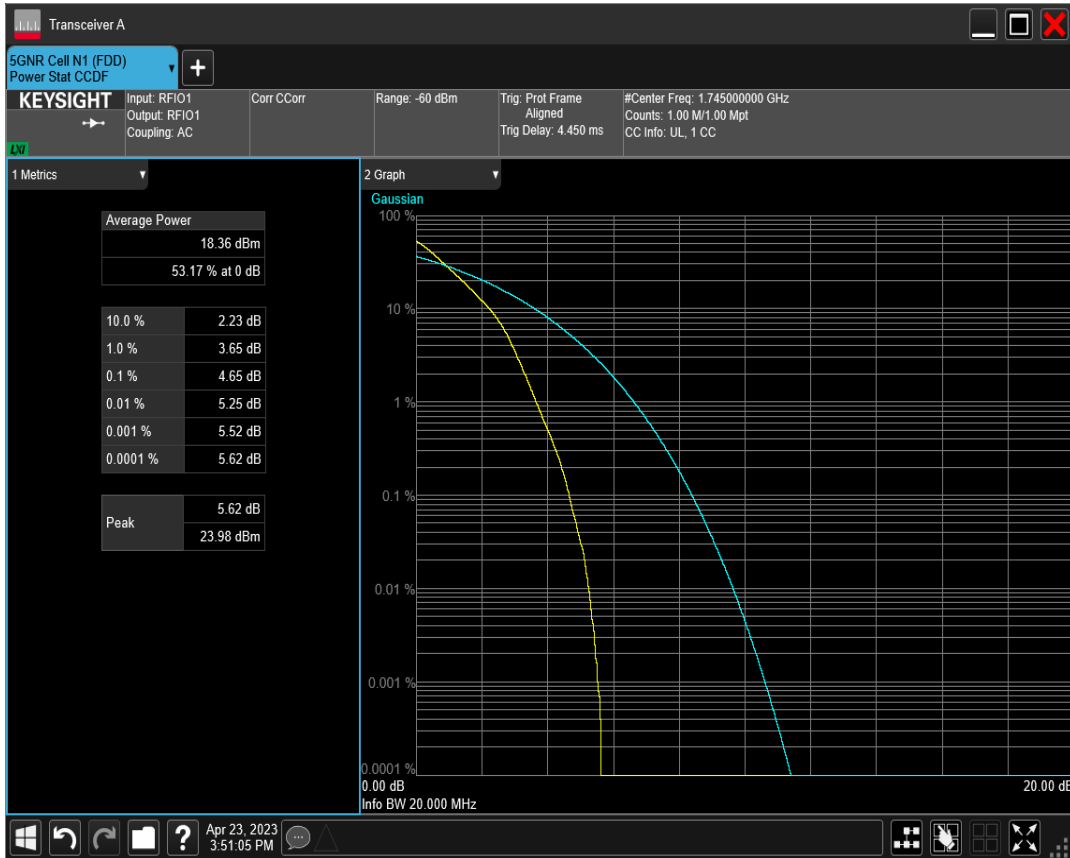 Transceiver A
5GNR Cell N1 (FDD)
Power Stat CCDF
KEYSIGHT
LXI
Input: RFIO1
Output: RFIO1
Coupling: AC
Corr CCorr
Range: -60 dBm
Trig: Prot Frame
Aligned
Trig Delay: 4.450 ms
#Center Freq: 1.745000000 GHz
Counts: 1.00 M/1.00 Mpt
CC Info: UL, 1 CC
1 Metrics
Average Power
18.36 dBm
53.17 % at 0 dB
10.0 % 2.23 dB
1.0 % 3.65 dB
0.1 % 4.65 dB
0.01 % 5.25 dB
0.001 % 5.52 dB
0.0001 % 5.62 dB
Peak
5.62 dB
23.98 dBm
2 Graph
Gaussian
100 %
10 %
1 %
0.1 %
0.01 %
0.001 %
0.0001 %
0.00 dB
20.00 dB
Info BW 20.000 MHz
?
Apr 23, 2023
3:51:05 PM